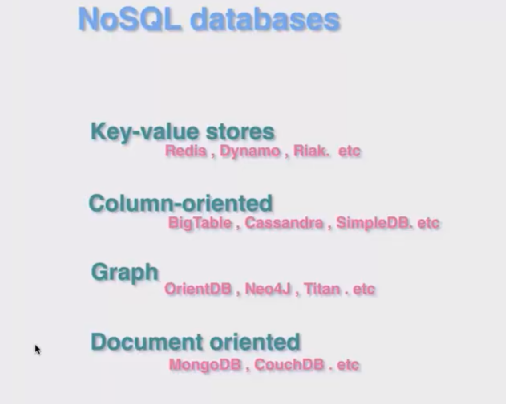 NoSQL databases
Key-value stores
Redis , Dynamo , Riak. etc
Column-oriented
BigTable , Cassandra , SimpleDB. etc
Graph
OrientDB , Neo4J , Titan . etc
Document oriented
MongoDB , CouchDB . etc